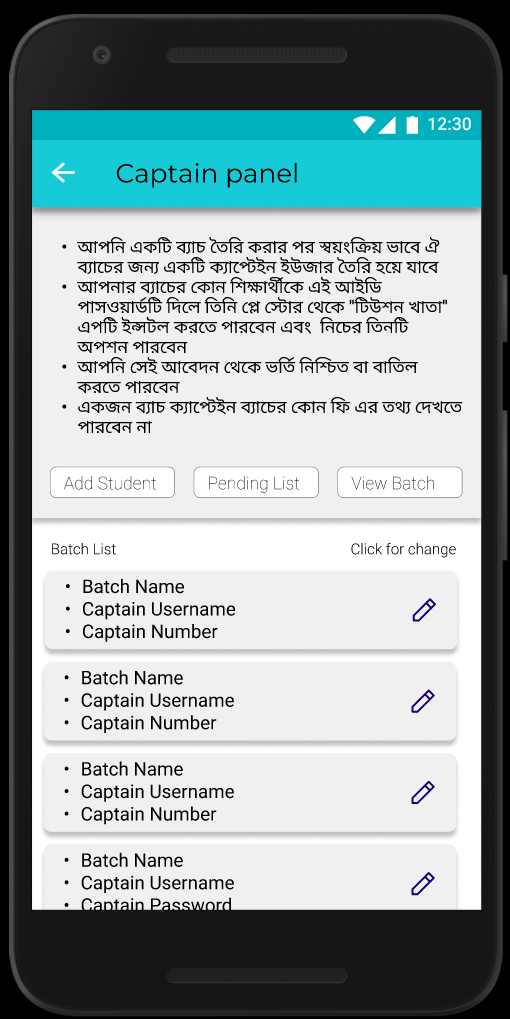 12:30
Captain panel
• আপনি একটি ব্যাচ তৈরি করার পর স্বয়ংক্রিয় ভাবে ঐ
ব্যাচের জন্য একটি ক্যাপ্টেইন ইউজার তৈরি হয়ে যাবে
• আপনার ব্যাচের কোন শিক্ষার্থীকে এই আইডি
পাসওয়ার্ডটি দিলে তিনি প্লে স্টোর থেকে "টিউশন খাতা"
এপটি ইন্সটল করতে পারবেন এবং নিচের তিনটি
অপশন পারবেন
• আপনি সেই আবেদন থেকে ভর্তি নিশ্চিত বা বাতিল
করতে পারবেন
• একজন ব্যাচ ক্যাপ্টেইন ব্যাচের কোন ফি এর তথ্য দেখতে
পারবেন না
Add Student Pending List View Batch
Batch List Click for change
• Batch Name
• Captain Username
• Captain Number
• Batch Name
• Captain Username
• Captain Number
• Batch Name
• Captain Username
• Captain Number
• Batch Name
• Captain Username
• Captain Password